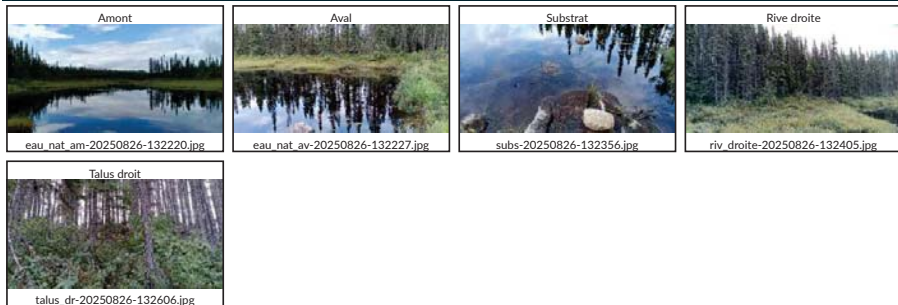 Amont
Aval
Substrat
Rive droite
eau_nat_am-20250826-132220.jpg
eau_nat_av-20250826-132227.jpg
subs-20250826-132356.jpg
riv_droite-20250826-132405.jpg
Talus droit
talus_dr-20250826-132606.jpg